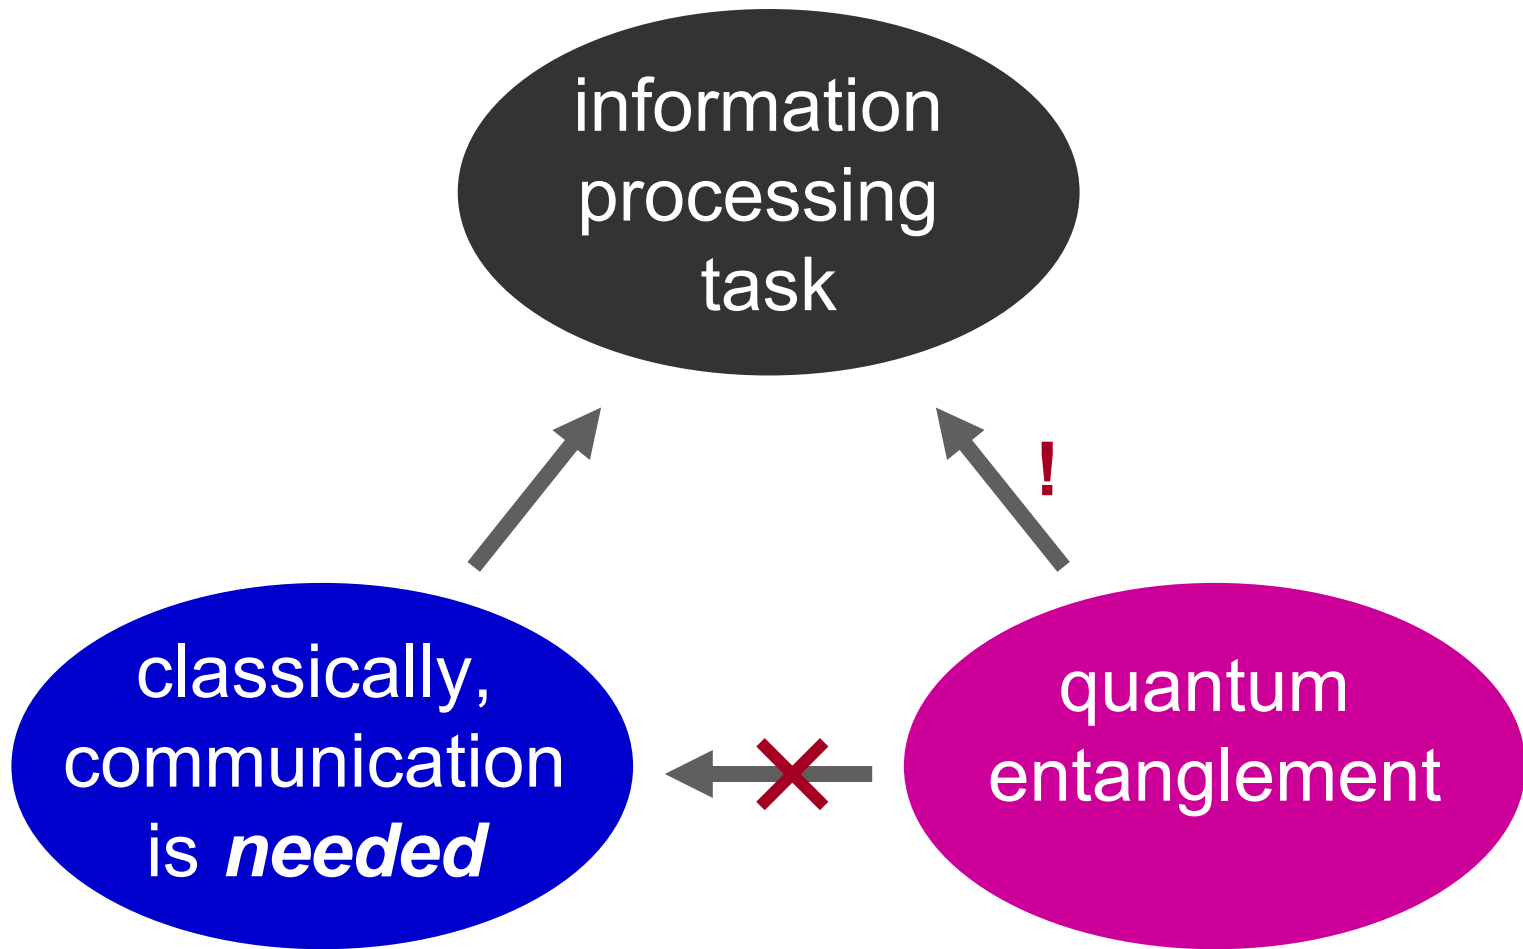 information
processing
task
!
classically,
communication
is needed
quantum
entanglement